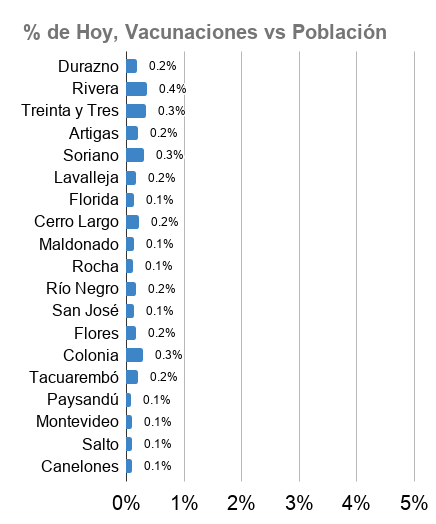 % de Hoy, Vacunaciones vs Población
Durazno 0.2%
Rivera 0.4%
Treinta y Tres 0.3%
Artigas 0.2%
Soriano 0.3%
Lavalleja 0.2%
Florida 0.1%
Cerro Largo 0.2%
Maldonado 0.1%
Rocha 0.1%
Río Negro 0.2%
San José 0.1%
Flores 0.2%
Colonia 0.3%
Tacuarembó 0.2%
Paysandú 0.1%
Montevideo 0.1%
Salto 0.1%
Canelones 0.1%
0% 1% 2% 3% 4% 5%